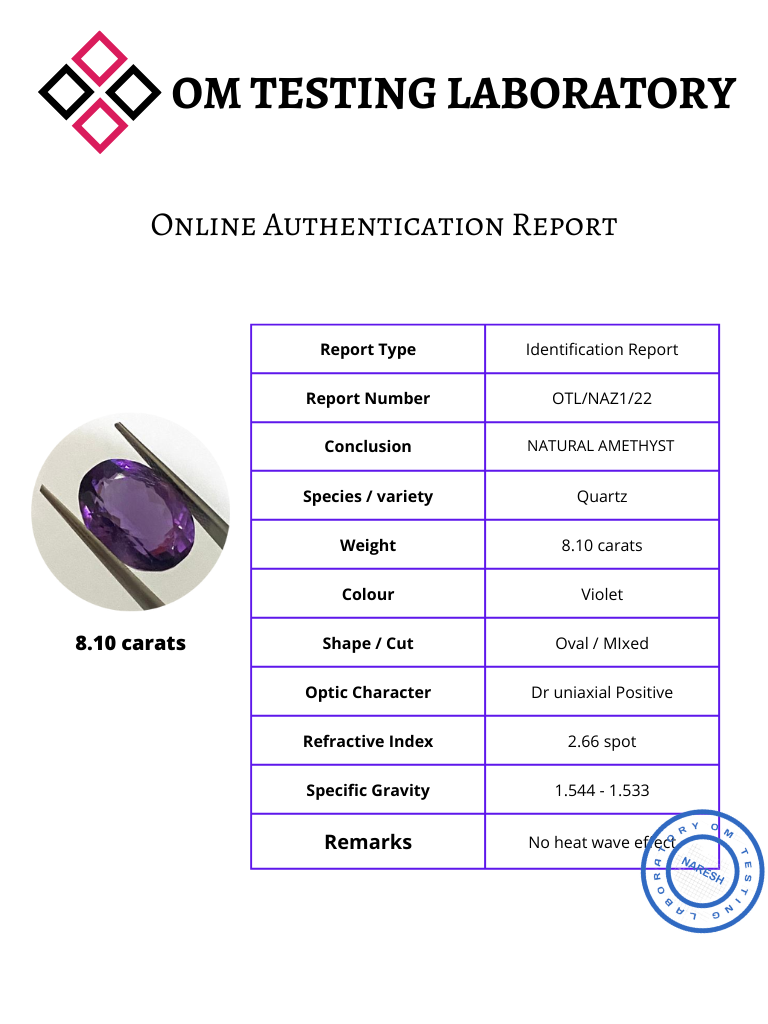 OM TESTING LABORATORY
Online Authentication Report
Report Type Identification Report
Report Number OTL/NAZ1/22
Conclusion NATURAL AMETHYST
Species / variety Quartz
Weight 8.10 carats
Colour Violet
Shape / Cut Oval / MIxed
8.10 carats
Optic Character Dr uniaxial Positive
Refractive Index 2.66 spot
Specific Gravity 1.544 - 1.533
Remarks No heat wave effect
OM TESTING LABORATORY
NARESH